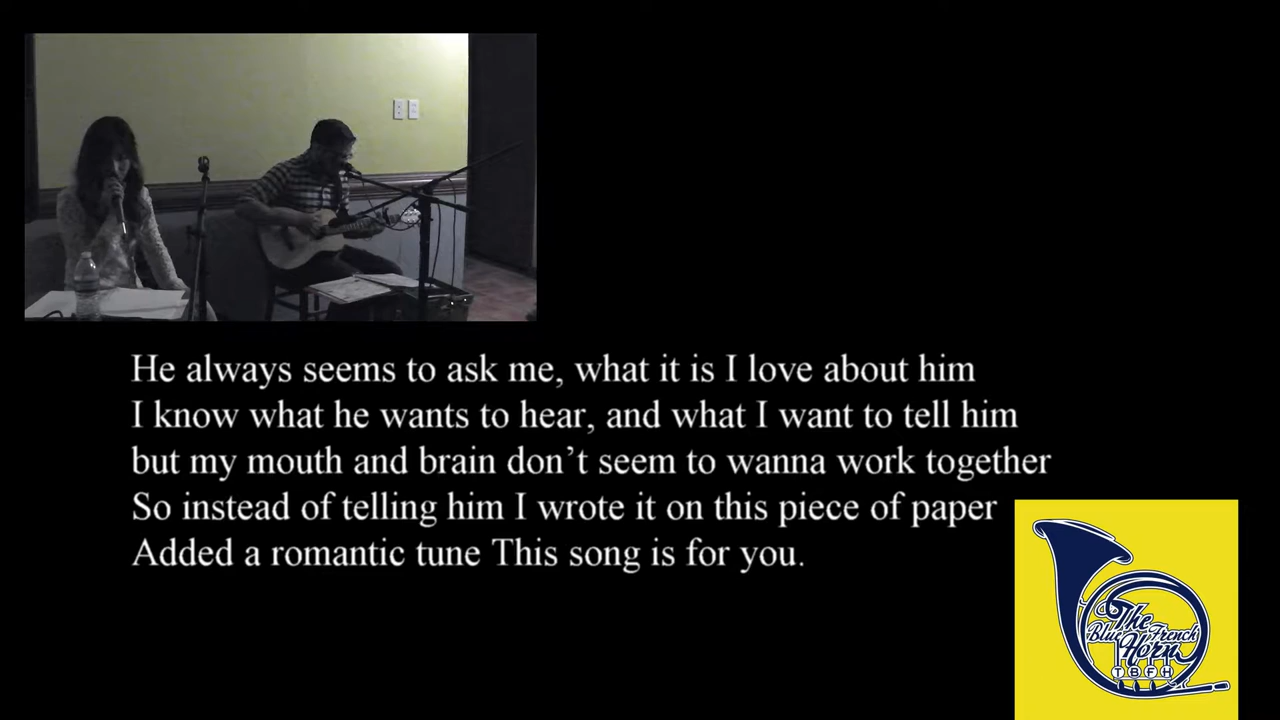 He always seems to ask me, what it is I love about him
I know what he wants to hear, and what I want to tell him
but my mouth and brain don’t seem to wanna work together
So instead of telling him I wrote it on this piece of paper
Added a romantic tune This song is for you.
The
Blue French
Horn
TBFH